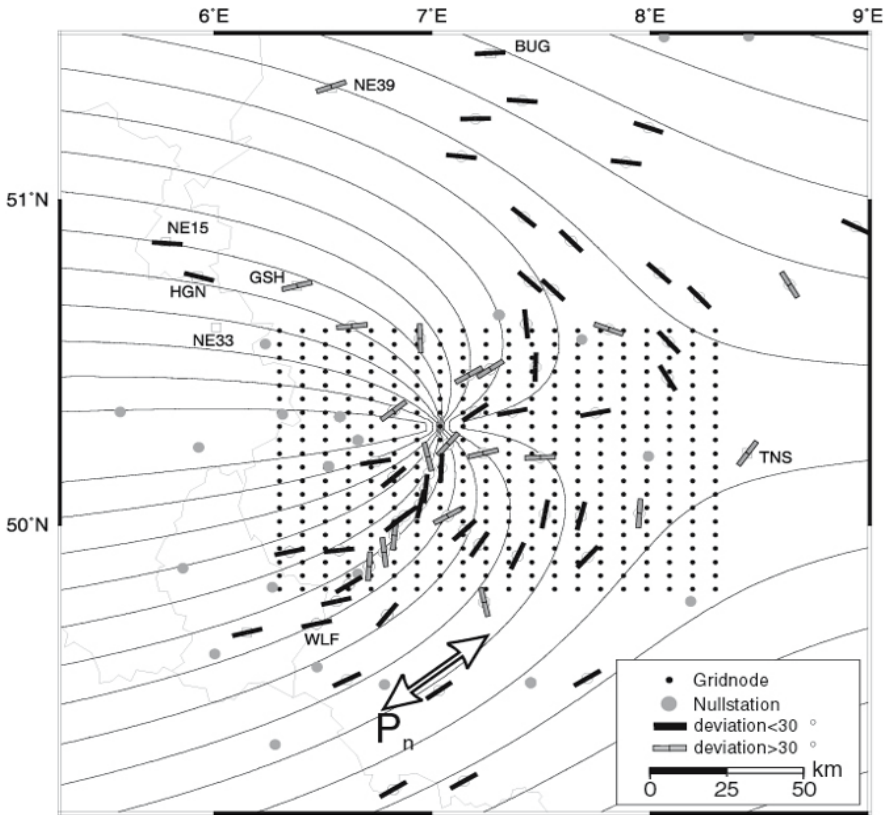 6˚E 7˚E 8˚E 9˚E
BUG
NE39
51˚N
NE15
GSH
HGN
NE33
TNS
50˚N
WLF
Pn
Gridnode
Nullstation
deviation<30 °
deviation>30 °
km
0 25 50